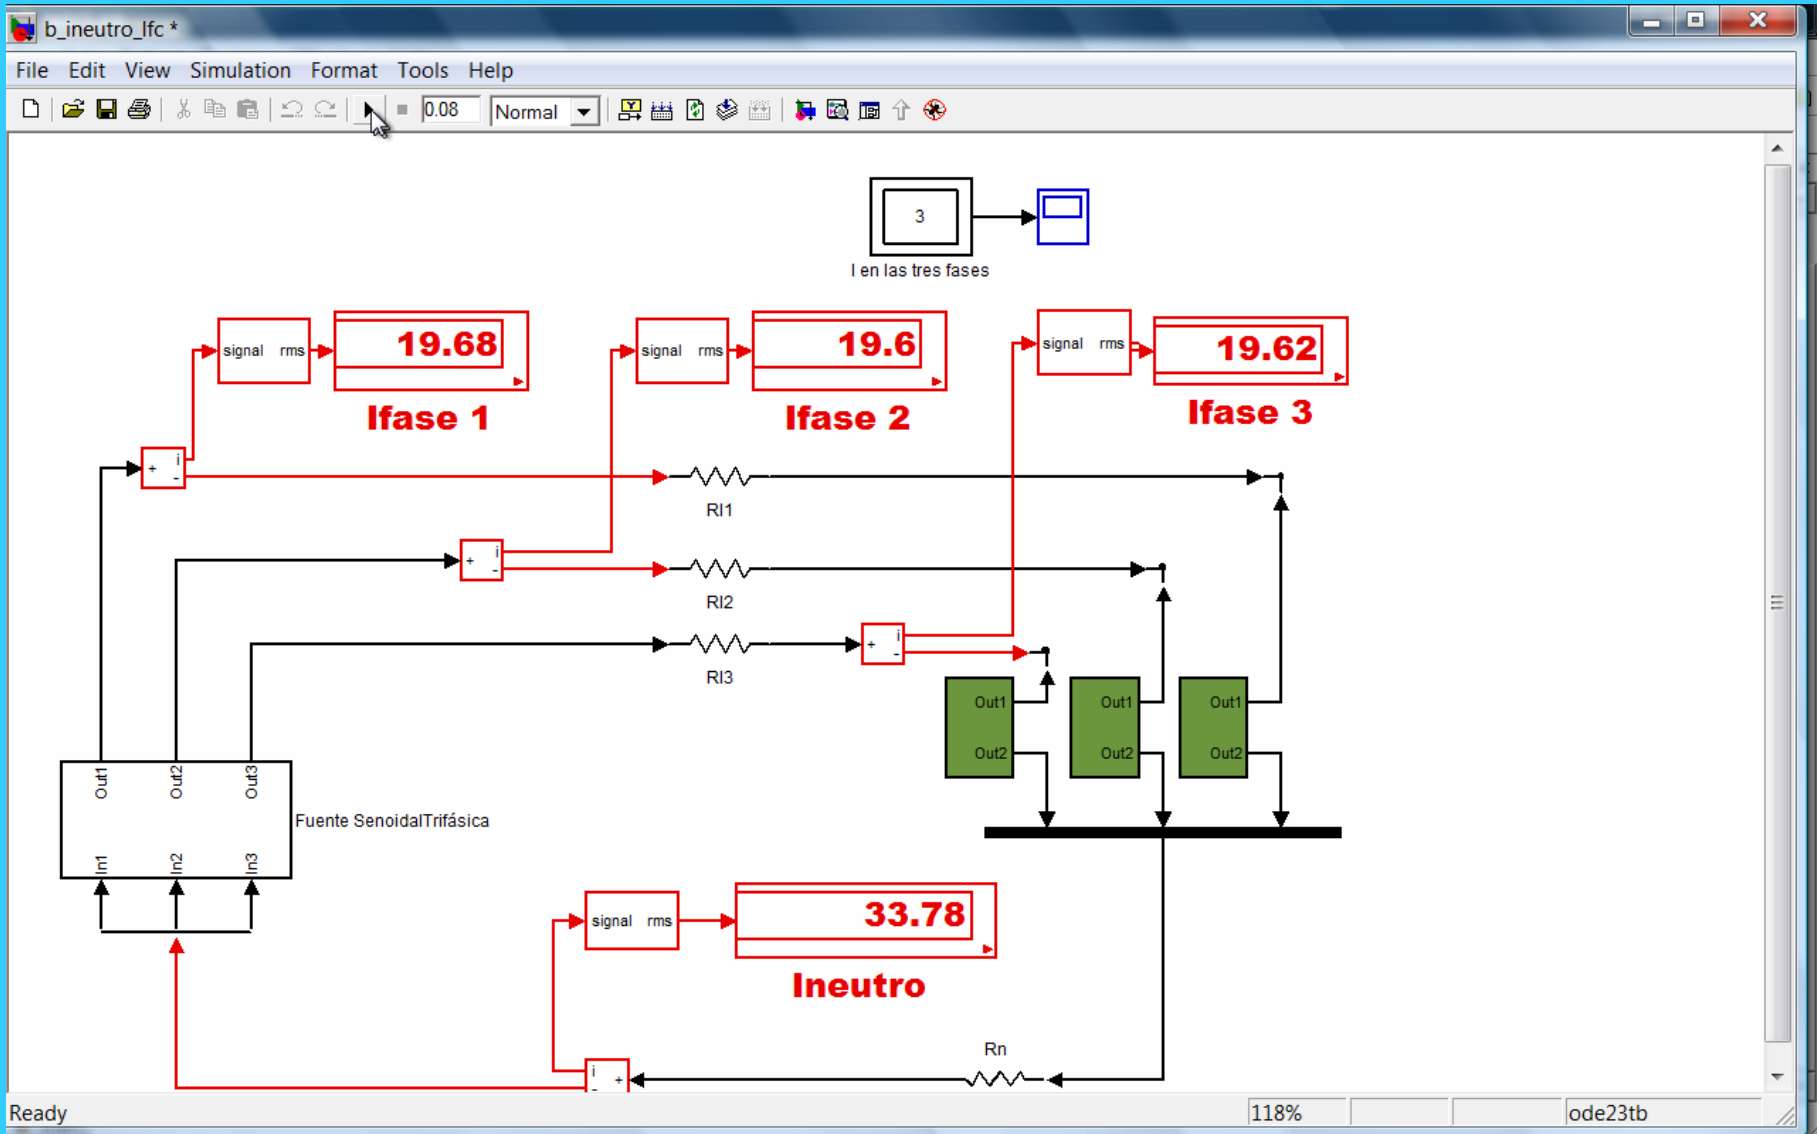 b_ineutro_lfc *
File Edit View Simulation Format Tools Help
0.08 Normal
3
I en las tres fases
signal rms 19.68
Ifase 1
signal rms 19.6
Ifase 2
signal rms 19.62
Ifase 3
+ i -
Rl1
+ i -
Rl2
+ i -
Rl3
Out1 Out2
Out1 Out2
Out1 Out2
Out1 Out2 Out3
Fuente SenoidalTrifásica
In1 In2 In3
signal rms 33.78
Ineutro
Rn
i + -
Ready 118% ode23tb